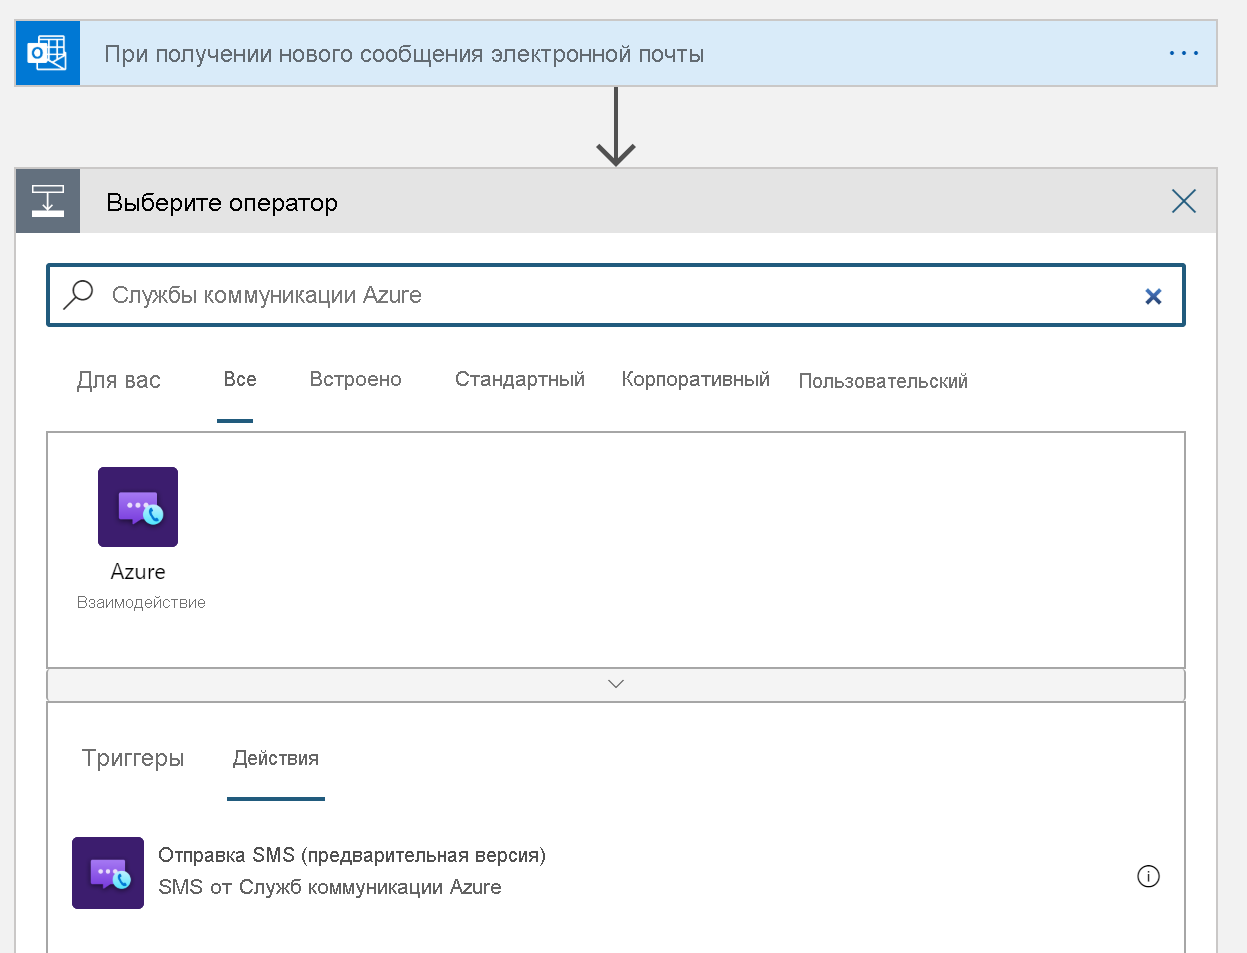 При получении нового сообщения электронной почты
Выберите оператор
Службы коммуникации Azure
Для вас Все Встроено Стандартный Корпоративный Пользовательский
Azure
Взаимодействие
Триггеры Действия
Отправка SMS (предварительная версия)
SMS от Служб коммуникации Azure